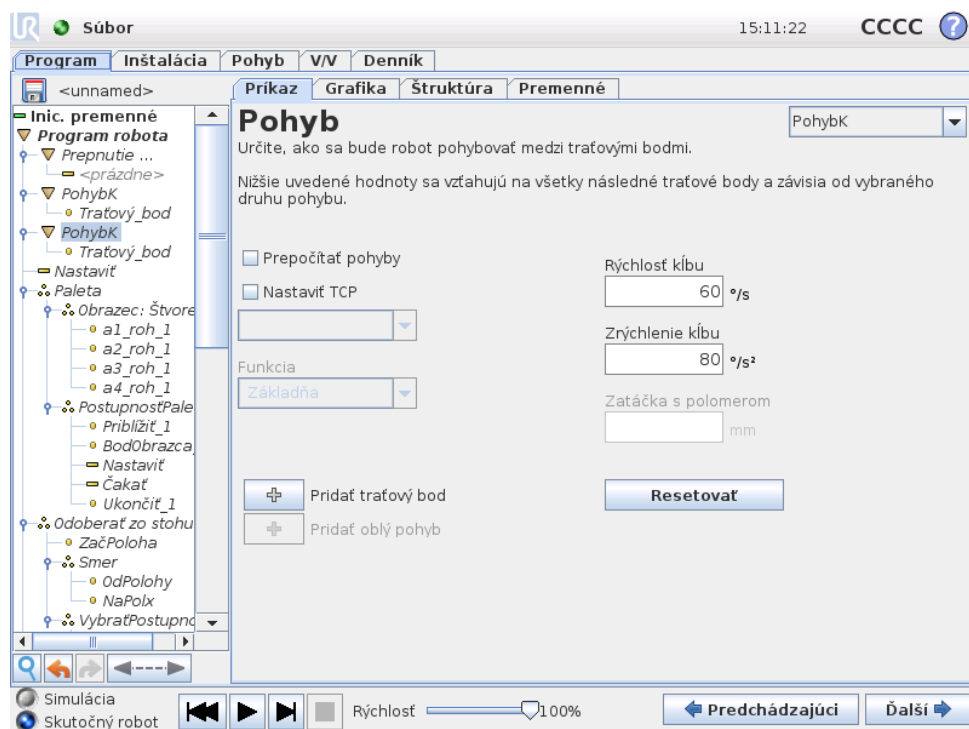 UR Súbor 15:11:22 CCCC ?
Program Inštalácia Pohyb V/V Denník
<unnamed>
Príkaz Grafika Štruktúra Premenné
Inic. premenné
Program robota
Prepnutie ...
<prázdne>
PohybK
Traťový_bod
PohybK
Traťový_bod
Nastaviť
Paleta
Obrazec: Štvore
a1_roh_1
a2_roh_1
a3_roh_1
a4_roh_1
PostupnosťPale
Priblížiť_1
BodObrazca
Nastaviť
Čakať
Ukončiť_1
Odoberať zo stohu
ZačPoloha
Smer
OdPolohy
NaPolx
VybraťPostupno
Pohyb
PohybK
Určite, ako sa bude robot pohybovať medzi traťovými bodmi.
Nižšie uvedené hodnoty sa vzťahujú na všetky následné traťové body a závisia od vybraného
druhu pohybu.
Prepočítať pohyby
Nastaviť TCP
Funkcia
Základňa
Rýchlosť kĺbu
60 °/s
Zrýchlenie kĺbu
80 °/s²
Zatáčka s polomerom
mm
Pridať traťový bod
Pridať oblý pohyb
Resetovať
Simulácia
Skutočný robot
Rýchlosť 100%
Predchádzajúci Ďalší